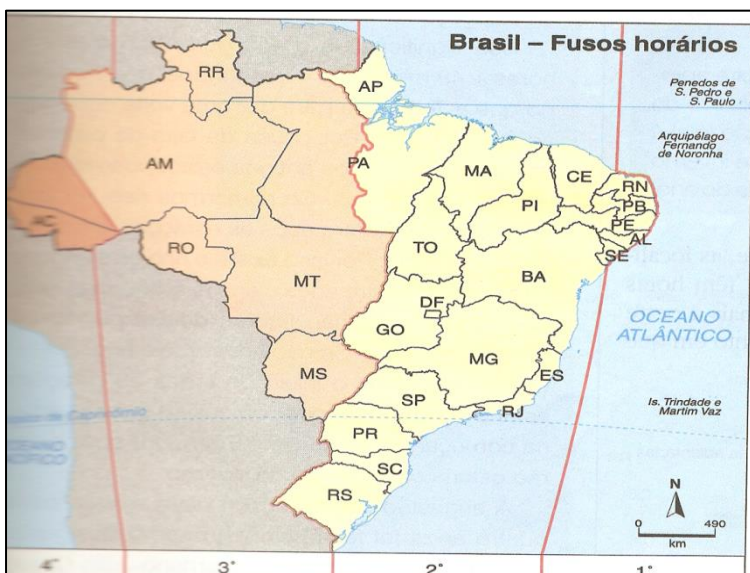 Brasil – Fusos horários
RR
AP
Penedos de
S. Pedro e
S. Paulo
Arquipélago
Fernando
de Noronha
AM
PA
MA
CE
RN
PB
PI
PE
AL
SE
AC
RO
TO
BA
MT
DF
GO
OCEANO
ATLÂNTICO
MG
MS
ES
SP
RJ
Is. Trindade e
Martim Vaz
PR
SC
RS
N
0 490
km
4° 3° 2° 1°